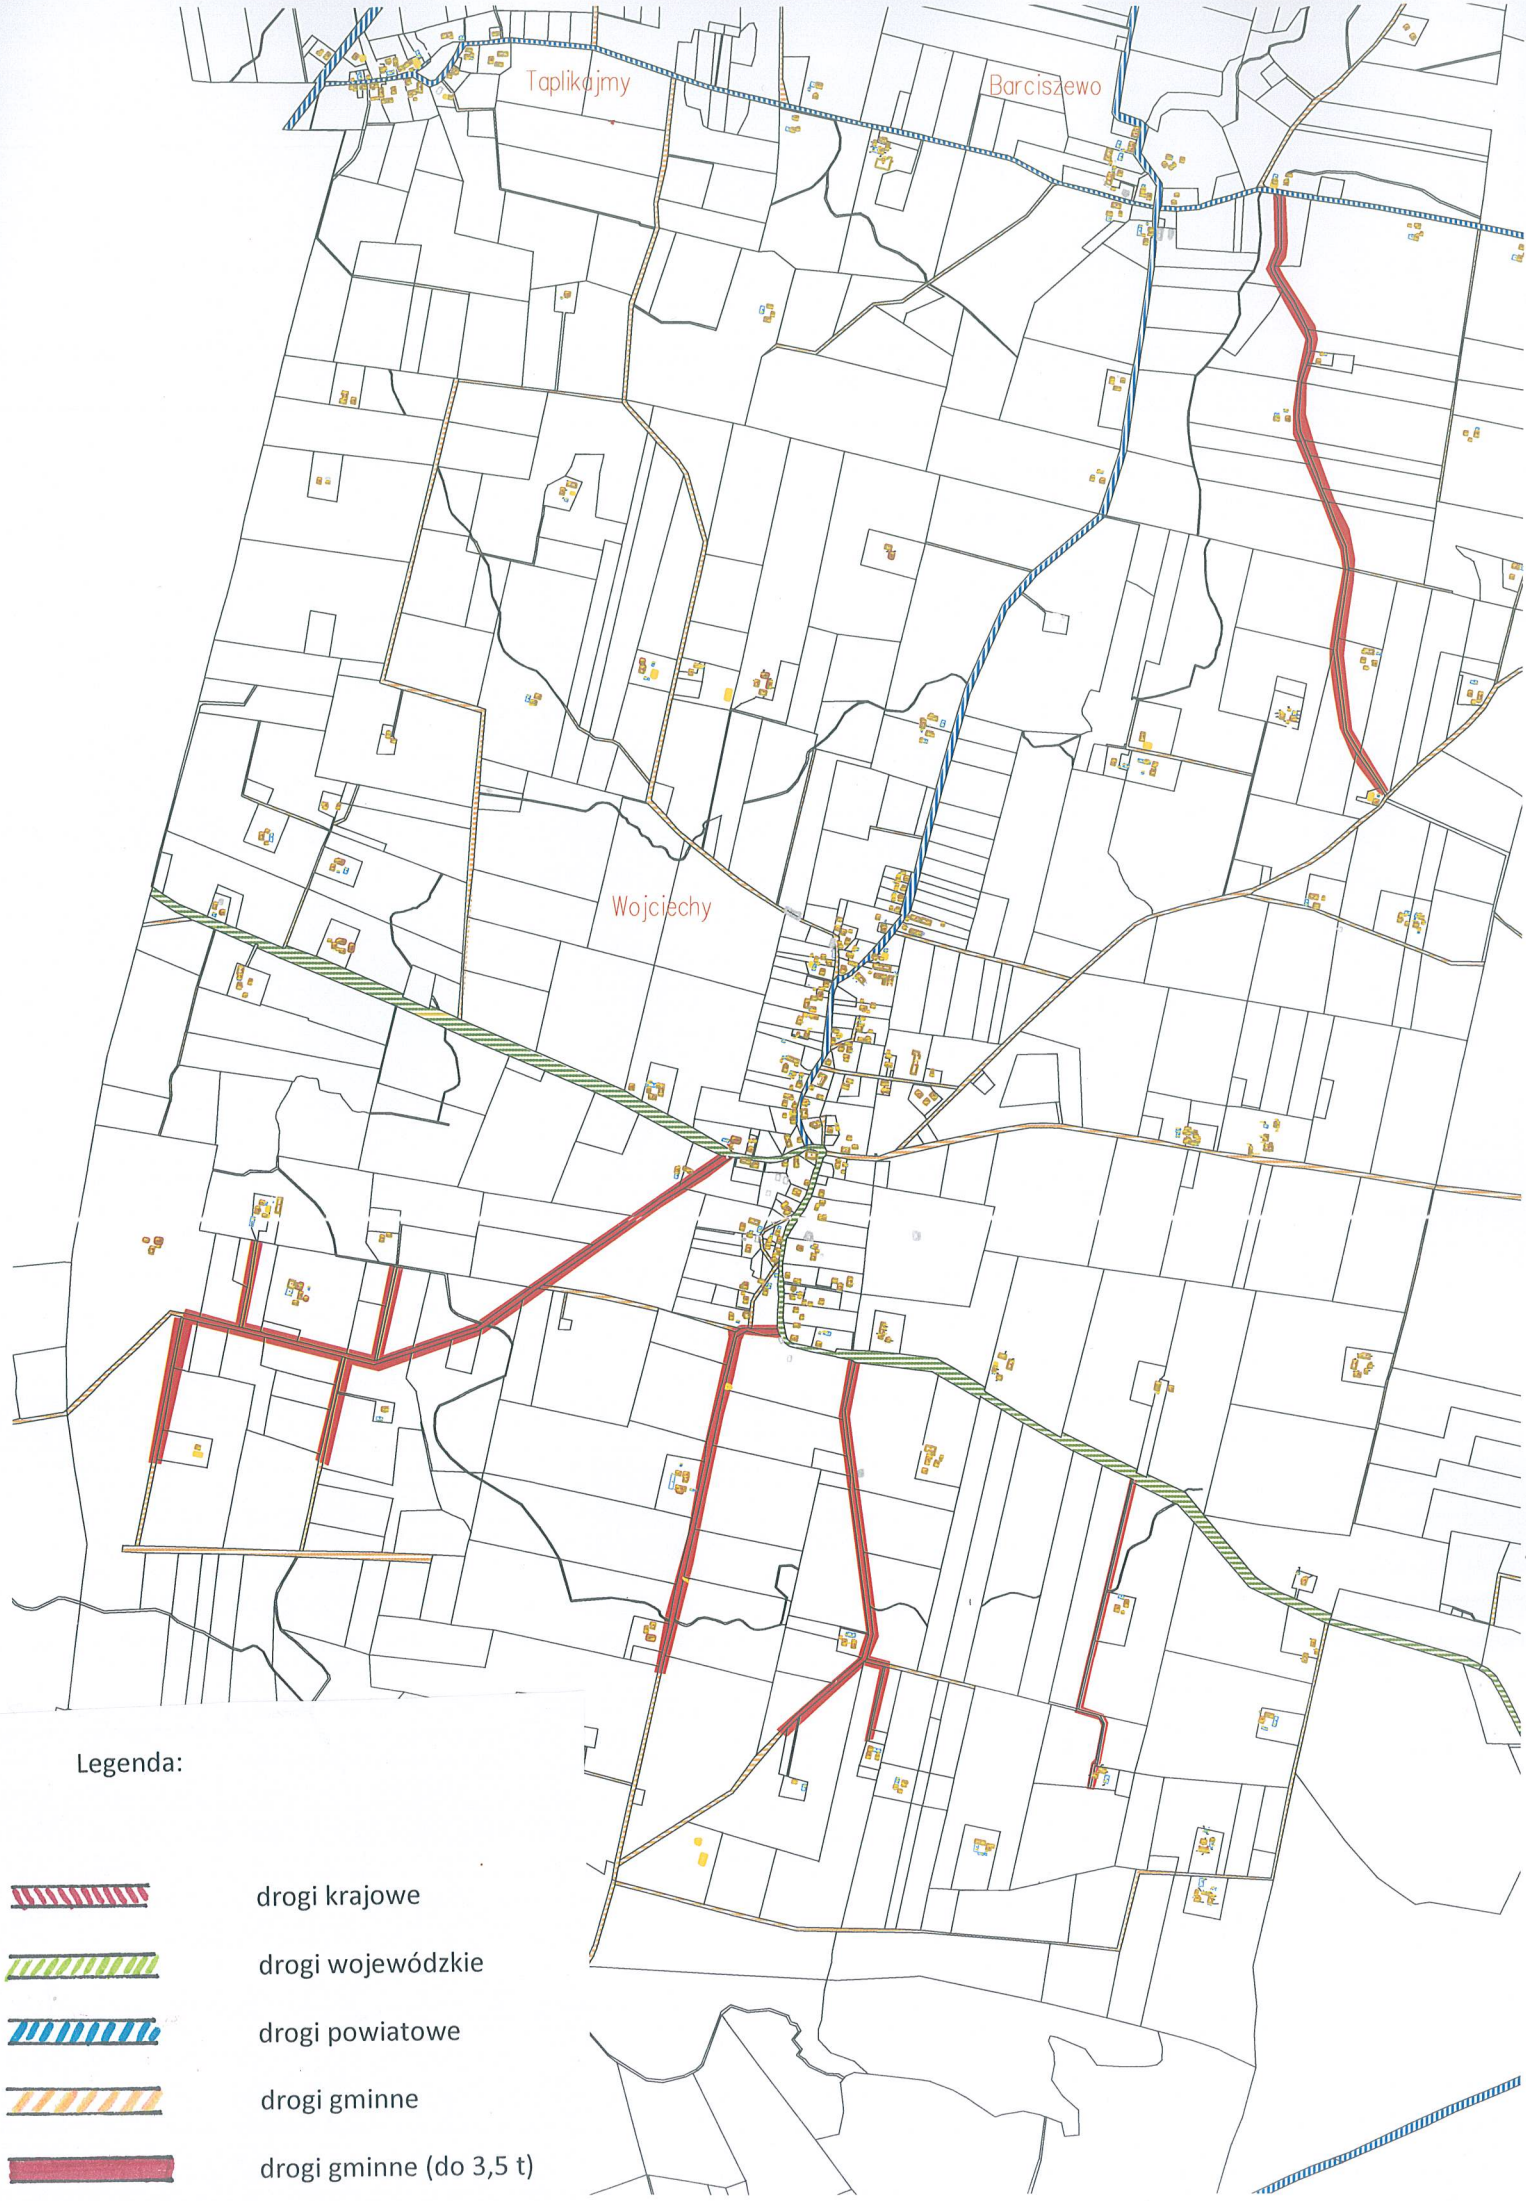 Taplikajmy
Barciszewo
Wojciechy
Legenda:
drogi krajowe
drogi wojewódzkie
drogi powiatowe
drogi gminne
drogi gminne (do 3,5 t)